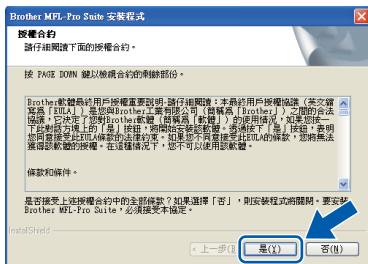 Brother MFL-Pro Suite 安裝程式
授權合約
請仔細閱讀下面的授權合約。
按 PAGE DOWN 鍵以檢視合約的剩餘部份。
Brother軟體最終用戶授權重要說明-請仔細閱讀：本最終用戶授權協議（英文縮
寫為「EULA」）是您與Brother工業有限公司（簡稱為「Brother」）之間的合法
協議，它決定了您對Brother軟體（簡稱為「軟體」）的使用情況，如果您按一
下此對話方塊上的「是」按鈕，將開始安裝該軟體。透過按下「是」按鈕，表明
您同意接受此EULA條款的法律約束。如果您不同意接受此EULA的條款，您將無法
獲得該軟體的授權。在這種情況下，您不可以使用該軟體。
條款和條件。
是否接受上述授權合約中的全部條款？如果選擇「否」，則安裝程式將關閉。要安裝
Brother MFL-Pro Suite，必須接受本協定。
InstallShield
< 上一步(B
是(Y)
否(N)